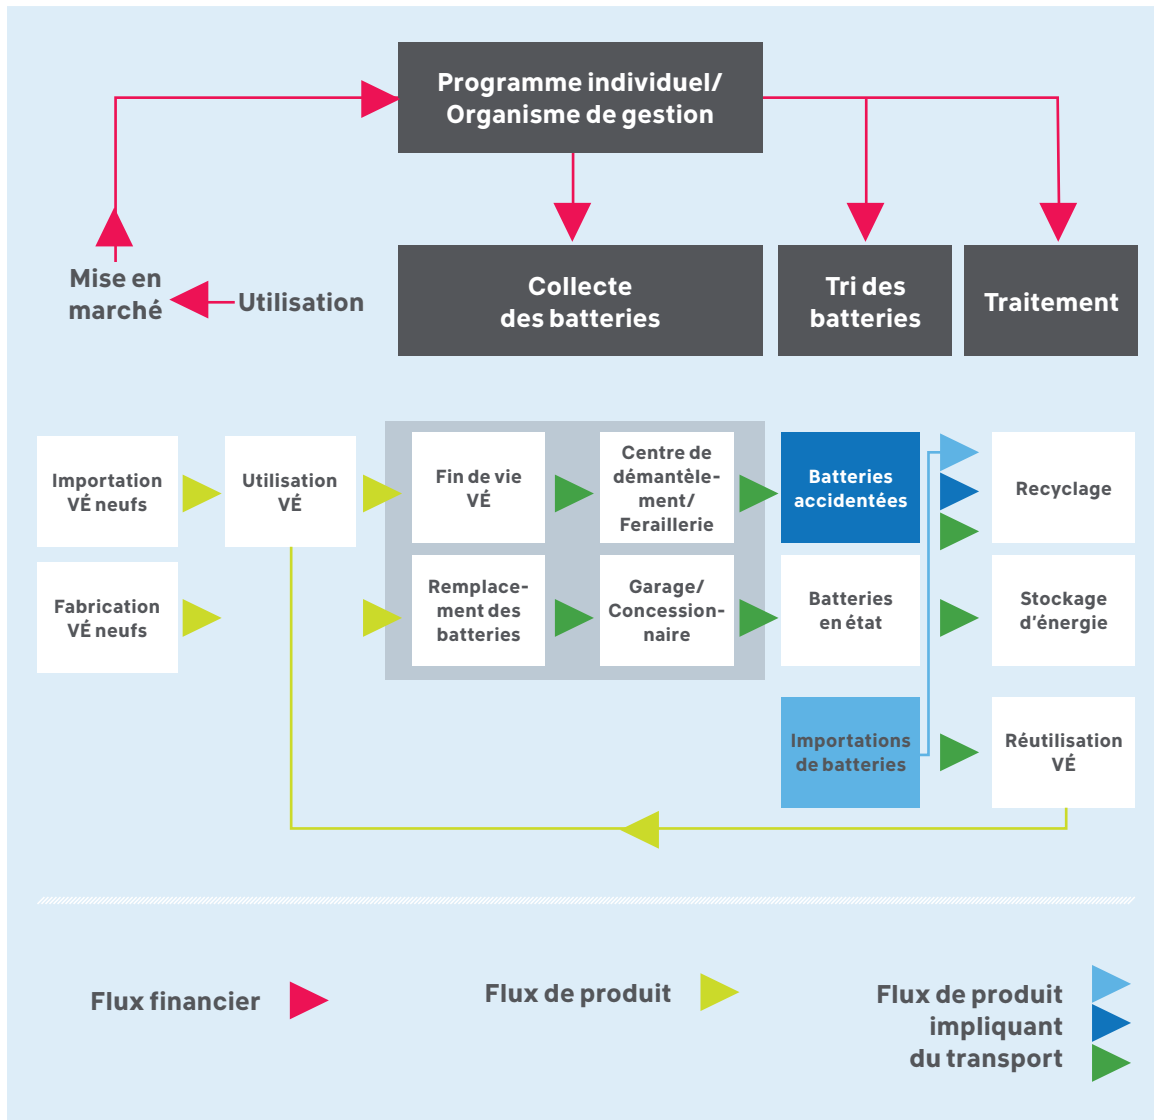 Programme individuel/
Organisme de gestion
Mise en
marché
Utilisation
Collecte
des batteries
Tri des
batteries
Traitement
Importation
VÉ neufs
Utilisation
VÉ
Fin de vie
VÉ
Centre de
démantèle-
ment/
Feraillerie
Batteries
accidentées
Recyclage
Fabrication
VÉ neufs
Remplace-
ment des
batteries
Garage/
Concession-
naire
Batteries
en état
Stockage
d'énergie
Importations
de batteries
Réutilisation
VÉ
Flux financier
Flux de produit
Flux de produit
impliquant
du transport